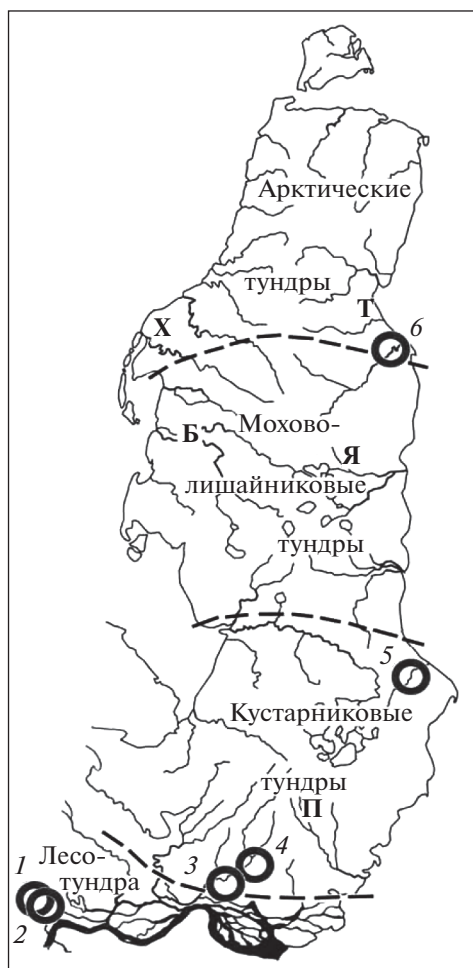 Арктические
тундры
Т
Х
6
Мохово-
Б
Я
лишайниковые
тундры
5
Кустарниковые
тундры
П
4
3
1
Лесо-
тундра
2